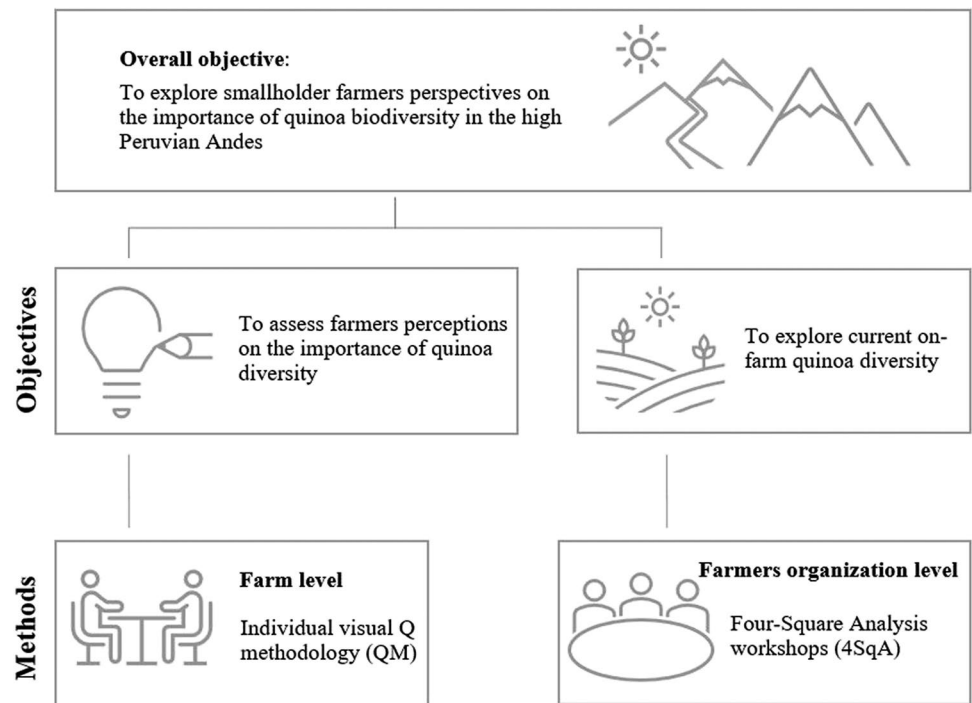 Overall objective:
To explore smallholder farmers perspectives on
the importance of quinoa biodiversity in the high
Peruvian Andes
Objectives
To assess farmers perceptions
on the importance of quinoa
diversity
To explore current on-
farm quinoa diversity
Methods
Farm level
Individual visual Q
methodology (QM)
Farmers organization level
Four-Square Analysis
workshops (4SqA)